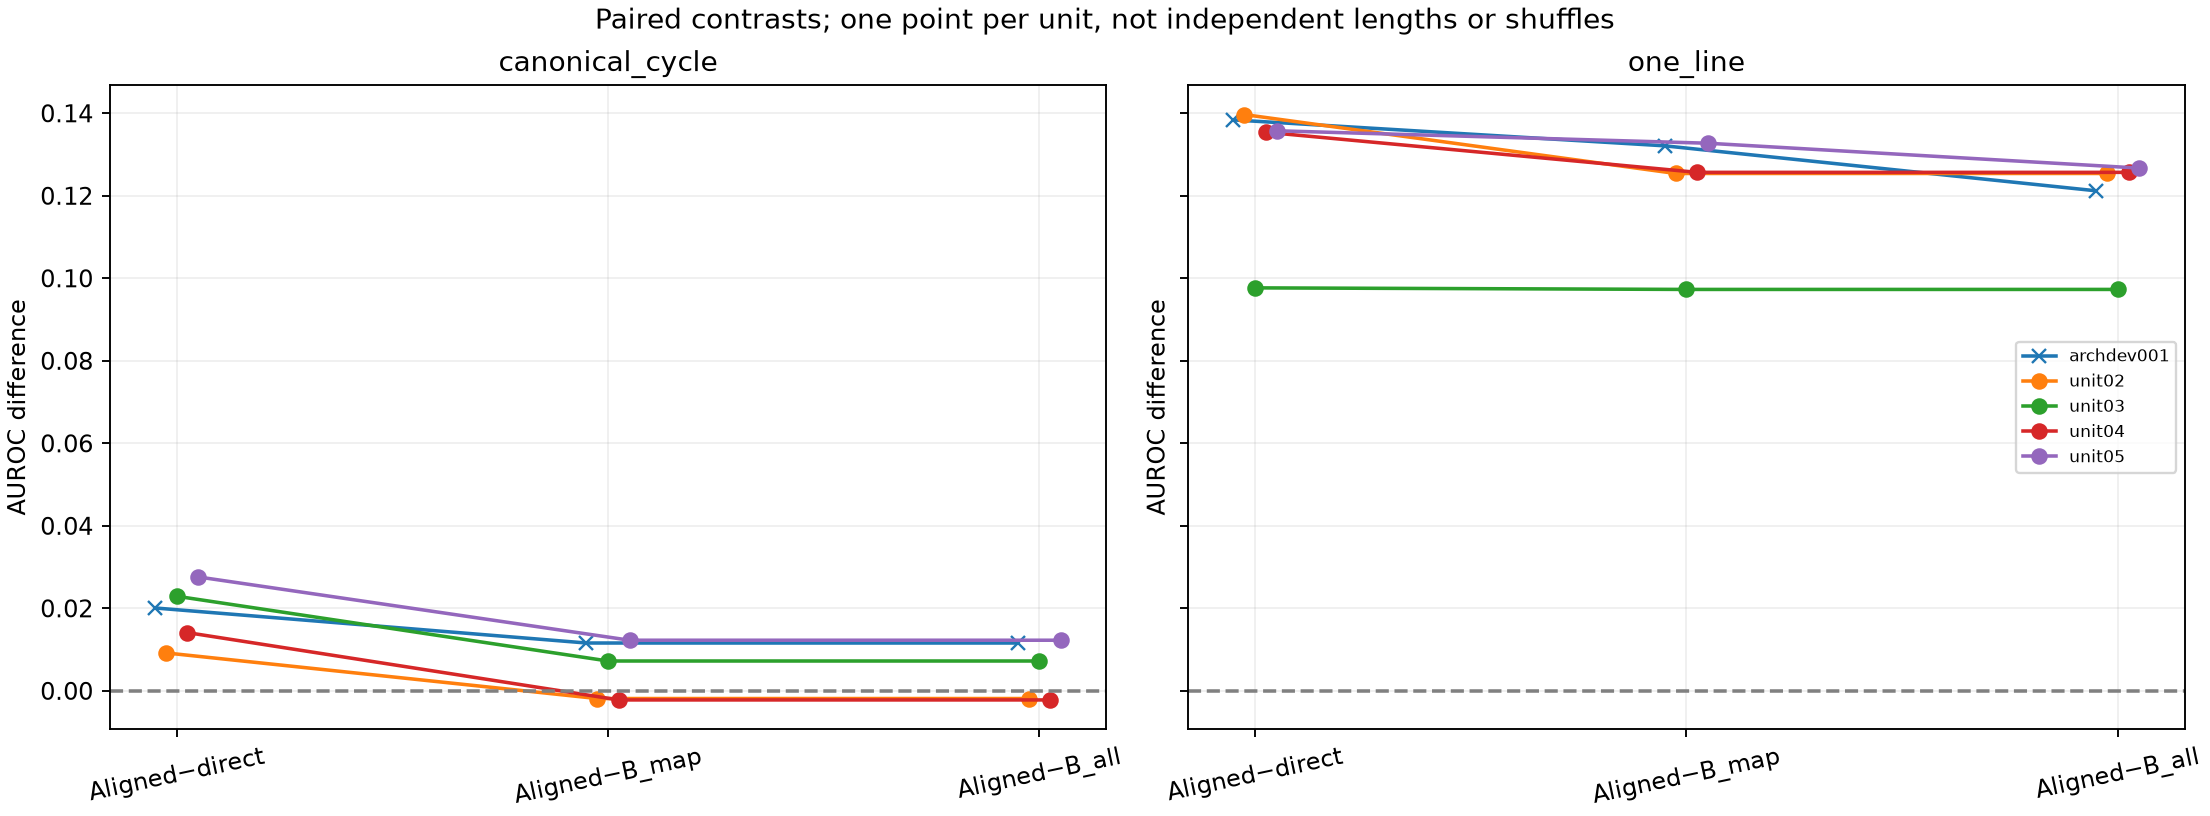 Paired contrasts; one point per unit, not independent lengths or shuffles
canonical_cycle
AUROC difference
0.14
0.12
0.10
0.08
0.06
0.04
0.02
0.00
Aligned−direct
Aligned−B_map
Aligned−B_all
one_line
AUROC difference
archdev001
unit02
unit03
unit04
unit05
Aligned−direct
Aligned−B_map
Aligned−B_all